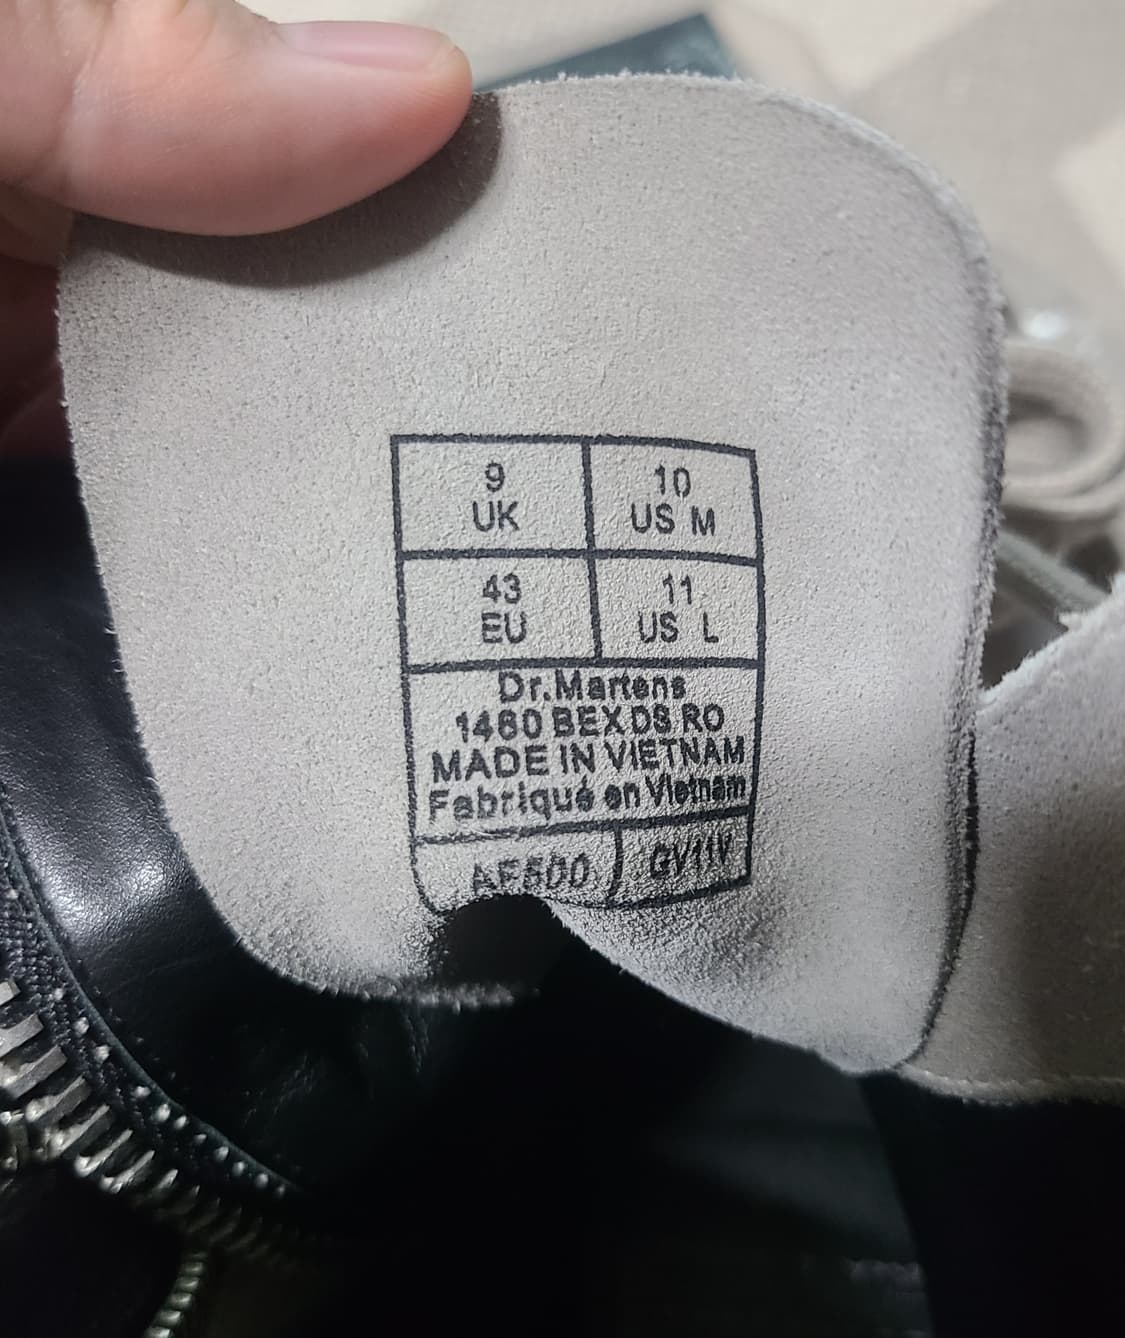 9
UK
10
US M
43
EU
11
US L
Dr.Martens
1460 BEX DS RO
MADE IN VIETNAM
Fabriqué en Vietnam
AF500
GV11V